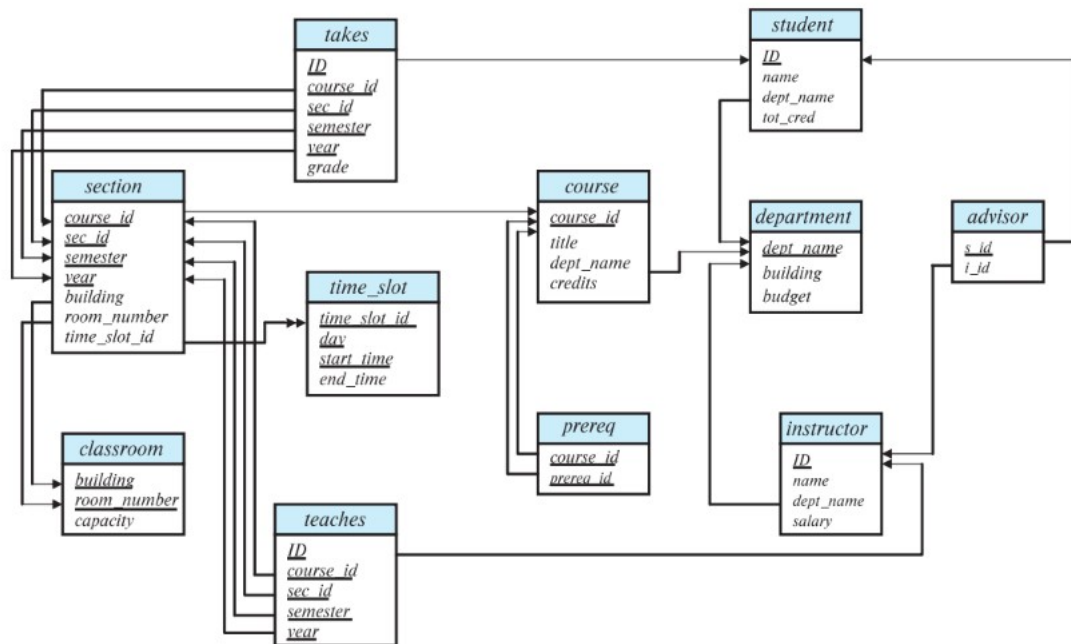 takes
ID
course_id
sec_id
semester
year
grade
student
ID
name
dept_name
tot_cred
section
course_id
sec_id
semester
year
building
room_number
time_slot_id
course
course_id
title
dept_name
credits
department
dept_name
building
budget
advisor
s_id
i_id
time_slot
time_slot_id
day
start_time
end_time
prereq
course_id
prereq_id
instructor
ID
name
dept_name
salary
classroom
building
room_number
capacity
teaches
ID
course_id
sec_id
semester
year